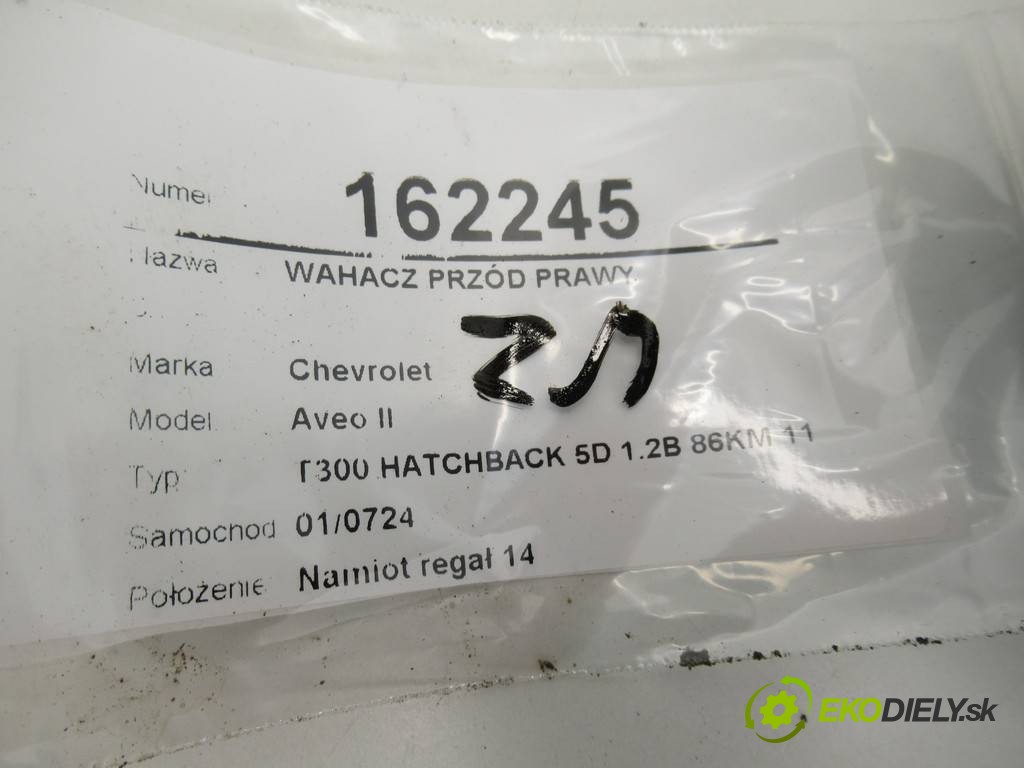 Numer 162245
Nazwa WAHACZ PRZÓD PRAWY
Marka Chevrolet
Model Aveo II
Typ T300 HATCHBACK 5D 1.2B 86KM 11
Samochod 01/0724
Położenie Namiot regał 14
EKODIELY.sk